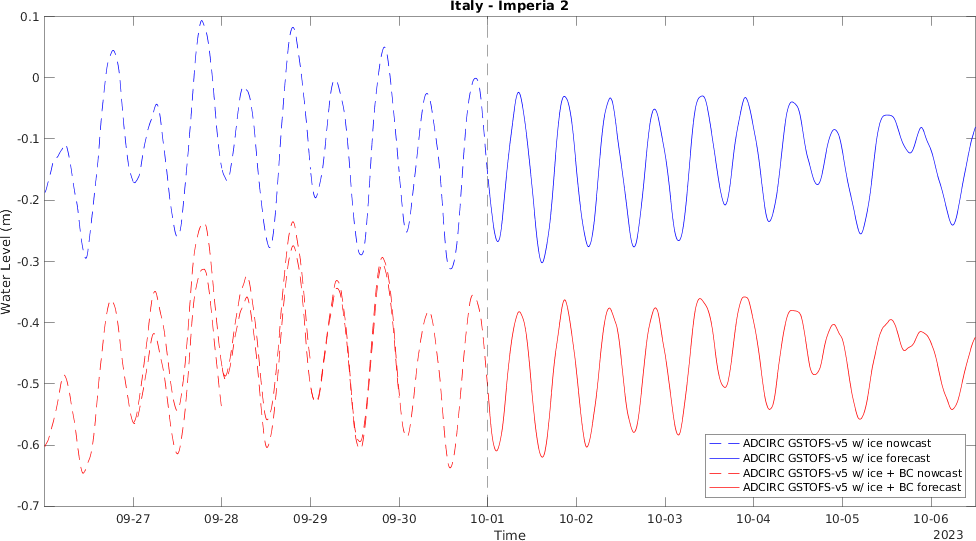 Italy - Imperia 2
Water Level (m)
0.1
0
-0.1
-0.2
-0.3
-0.4
-0.5
-0.6
-0.7
ADCIRC GSTOFS-v5 w/ ice nowcast
ADCIRC GSTOFS-v5 w/ ice forecast
ADCIRC GSTOFS-v5 w/ ice + BC nowcast
ADCIRC GSTOFS-v5 w/ ice + BC forecast
09-27 09-28 09-29 09-30 10-01 10-02 10-03 10-04 10-05 10-06
Time
2023